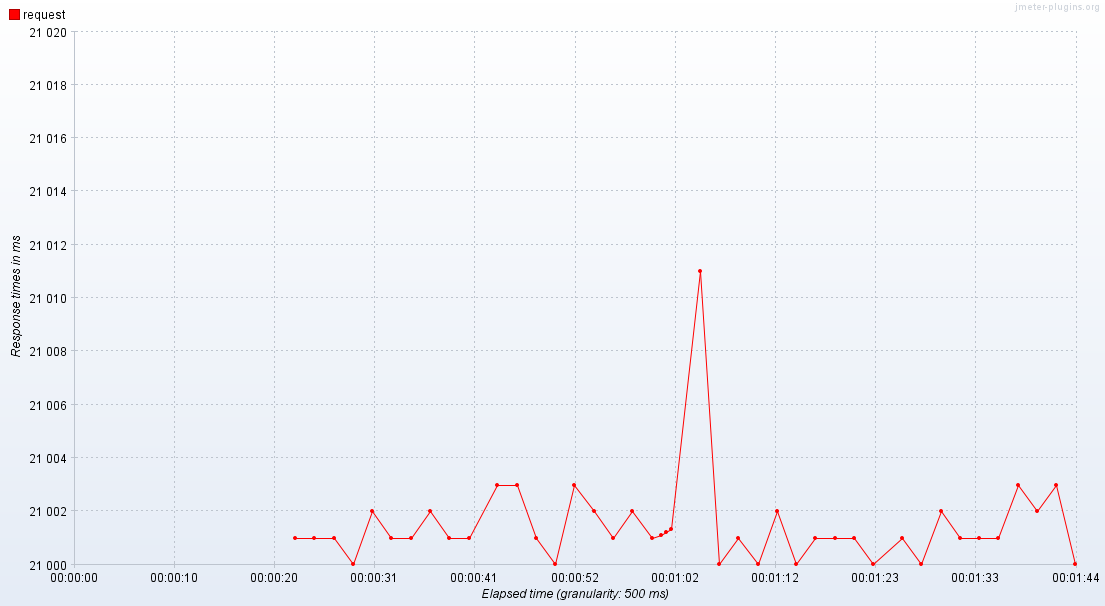 request
jmeter-plugins.org
21 020
21 018
21 016
21 014
21 012
21 010
21 008
21 006
21 004
21 002
21 000
Response times in ms
00:00:00 00:00:10 00:00:20 00:00:31 00:00:41 00:00:52 00:01:02 00:01:12 00:01:23 00:01:33 00:01:44
Elapsed time (granularity: 500 ms)